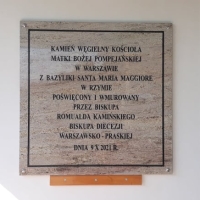 KAMIEŃ WĘGIELNY KOŚCIOŁA
MATKI BOŻEJ POMPEJAŃSKIEJ
W WARSZAWIE
Z BAZYLIKI SANTA MARIA MAGGIORE
W RZYMIE
POŚWIĘCONY I WMUROWANY
PRZEZ BISKUPA
ROMUALDA KAMIŃSKIEGO
BISKUPA DIECEZJI
WARSZAWSKO - PRASKIEJ
DNIA 9 X 2021 R.